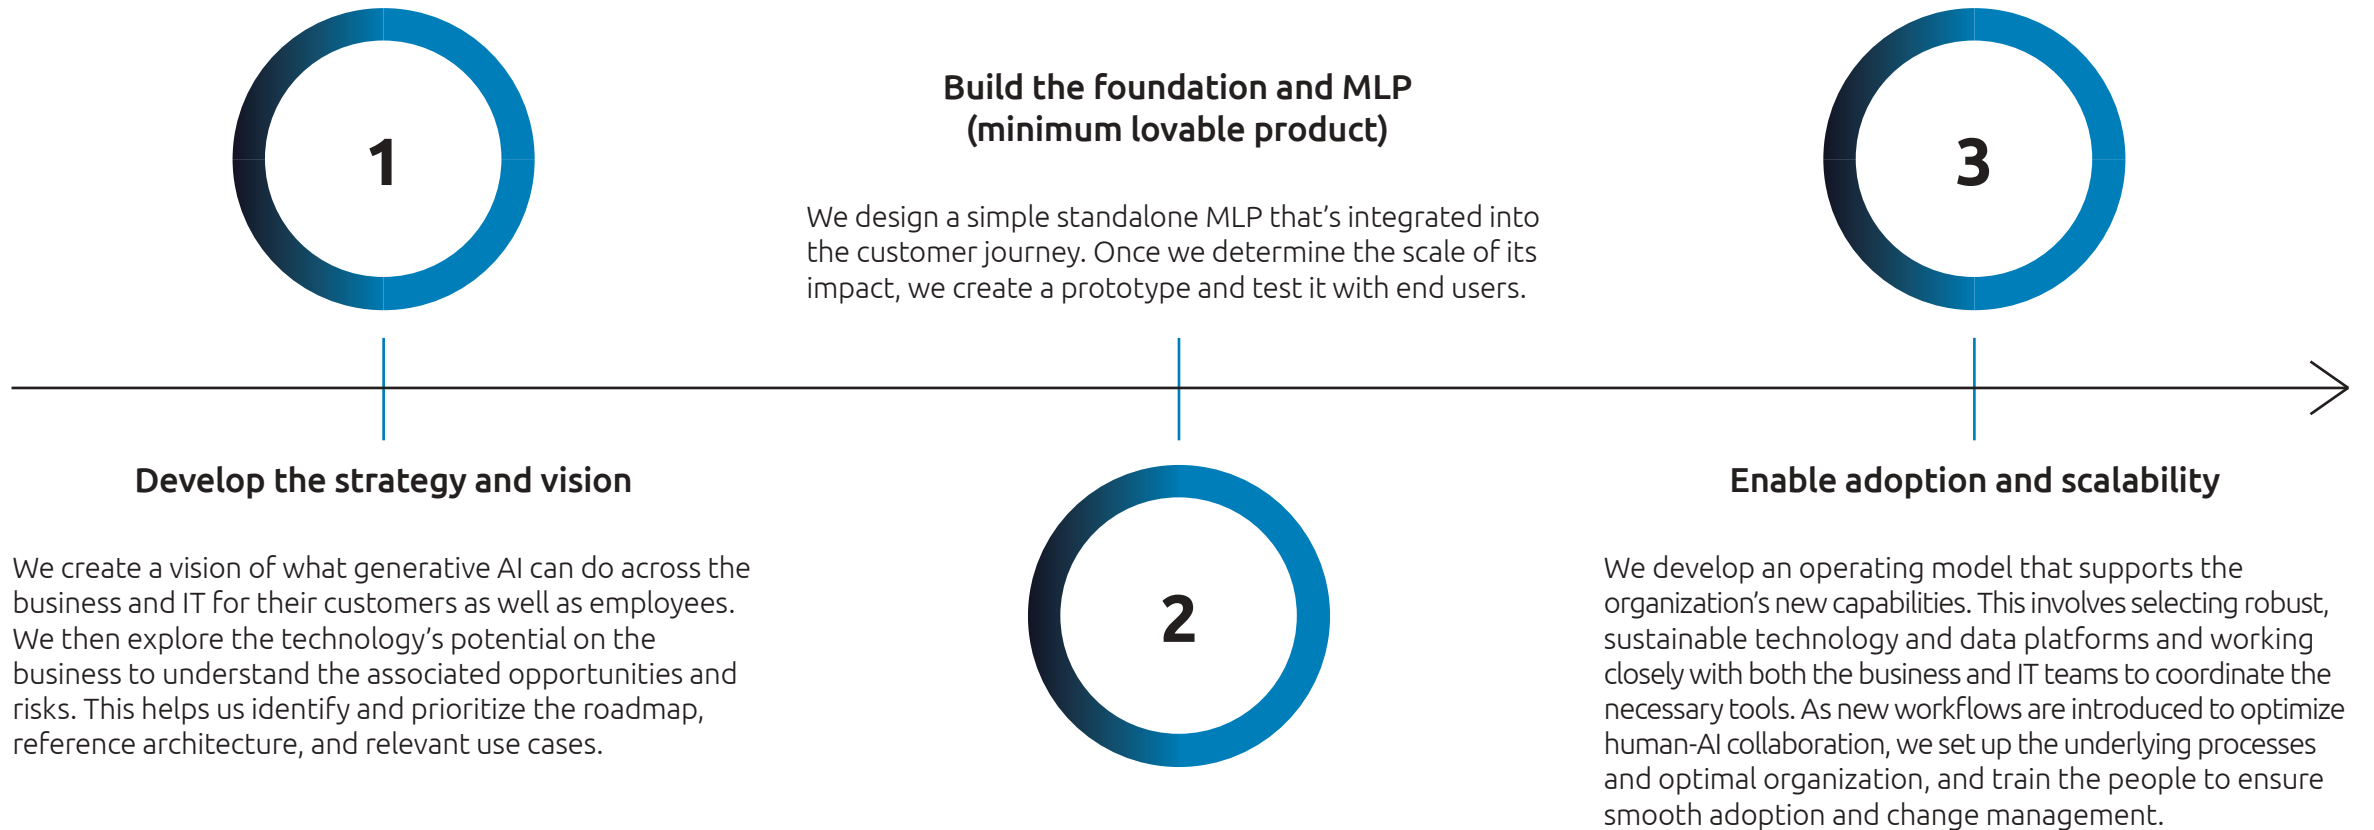 1
Develop the strategy and vision
We create a vision of what generative AI can do across the
business and IT for their customers as well as employees.
We then explore the technology’s potential on the
business to understand the associated opportunities and
risks. This helps us identify and prioritize the roadmap,
reference architecture, and relevant use cases.
Build the foundation and MLP
(minimum lovable product)
We design a simple standalone MLP that’s integrated into
the customer journey. Once we determine the scale of its
impact, we create a prototype and test it with end users.
2
3
Enable adoption and scalability
We develop an operating model that supports the
organization’s new capabilities. This involves selecting robust,
sustainable technology and data platforms and working
closely with both the business and IT teams to coordinate the
necessary tools. As new workflows are introduced to optimize
human-AI collaboration, we set up the underlying processes
and optimal organization, and train the people to ensure
smooth adoption and change management.